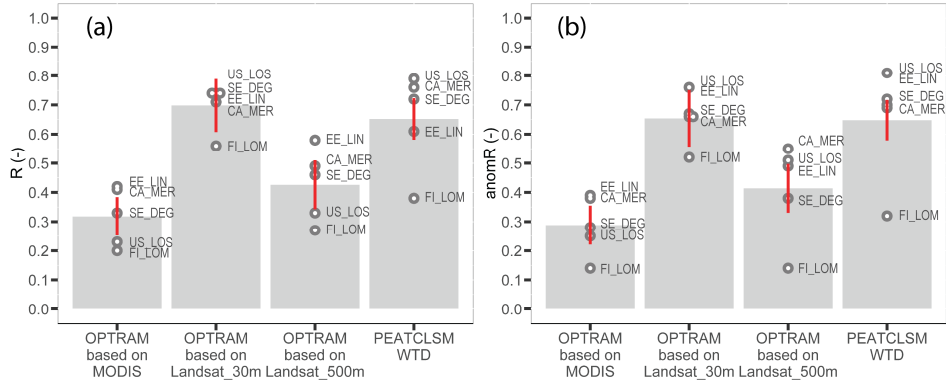 (a)
1.0
0.9
0.8
0.7
0.6
0.5
0.4
0.3
0.2
0.1
0.0
R (-)
EE_LIN
CA_MER
SE_DEG
US_LOS
FI_LOM
US_LOS
SE_DEG
EE_LIN
CA_MER
FI_LOM
EE_LIN
CA_MER
SE_DEG
US_LOS
FI_LOM
US_LOS
CA_MER
SE_DEG
EE_LIN
FI_LOM
OPTRAM
based on
MODIS
OPTRAM
based on
Landsat_30m
OPTRAM
based on
Landsat_500m
PEATCLSM
WTD
(b)
1.0
0.9
0.8
0.7
0.6
0.5
0.4
0.3
0.2
0.1
0.0
anomR (-)
EE_LIN
CA_MER
SE_DEG
US_LOS
FI_LOM
US_LOS
EE_LIN
SE_DEG
CA_MER
FI_LOM
CA_MER
US_LOS
EE_LIN
SE_DEG
FI_LOM
US_LOS
EE_LIN
SE_DEG
CA_MER
FI_LOM
OPTRAM
based on
MODIS
OPTRAM
based on
Landsat_30m
OPTRAM
based on
Landsat_500m
PEATCLSM
WTD